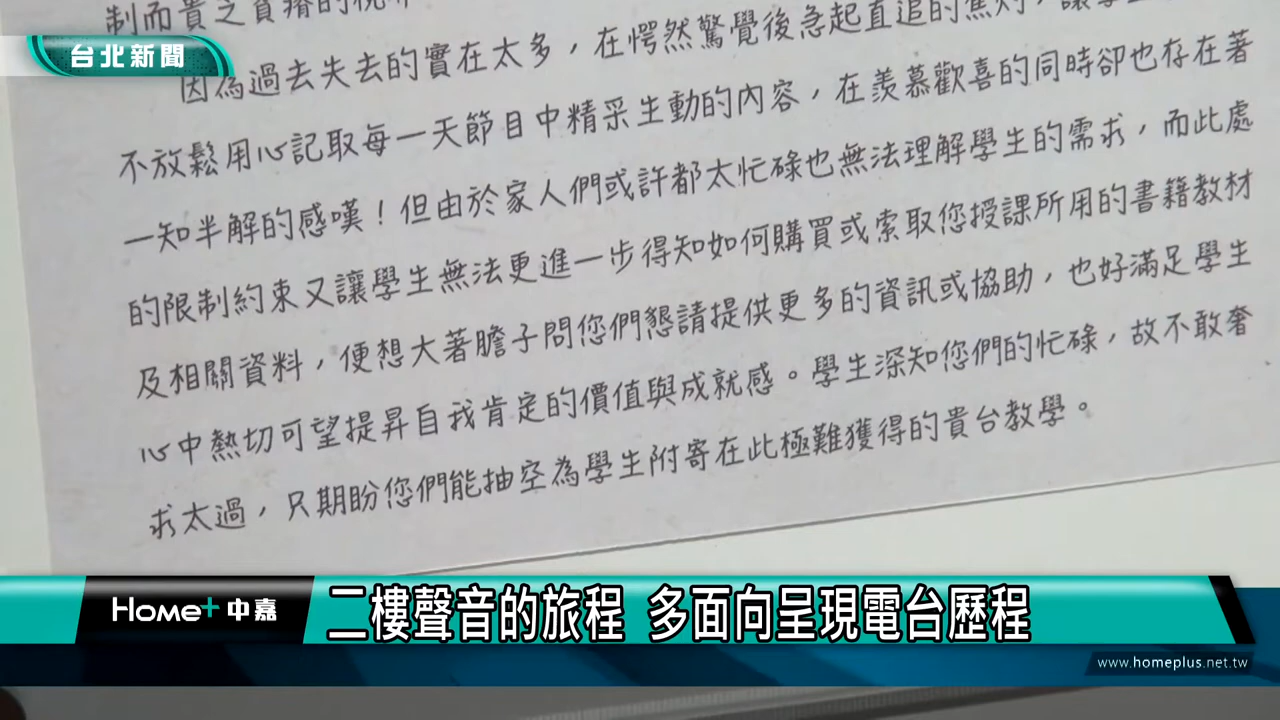 台北新聞
制而貴之貧瘠的
因為過去失去的實在太多，在愕然驚覺後急起直追的焦灼，讓學生
不放鬆用心記取每一天節目中精采生動的內容，在羨慕歡喜的同時卻也存在著
一知半解的感嘆！但由於家人們或許都太忙碌也無法理解學生的需求，而此處
的限制約束又讓學生無法更進一步得知如何購買或索取您授課所用的書籍教材
及相關資料，便想大著膽子問您們懇請提供更多的資訊或協助，也好滿足學生
心中熱切可望提昇自我肯定的價值與成就感。學生深知您們的忙碌，故不敢奢
求太過，只期盼您們能抽空為學生附寄在此極難獲得的貴台教學。
Home+中嘉
二樓聲音的旅程 多面向呈現電台歷程
www.homeplus.net.tw